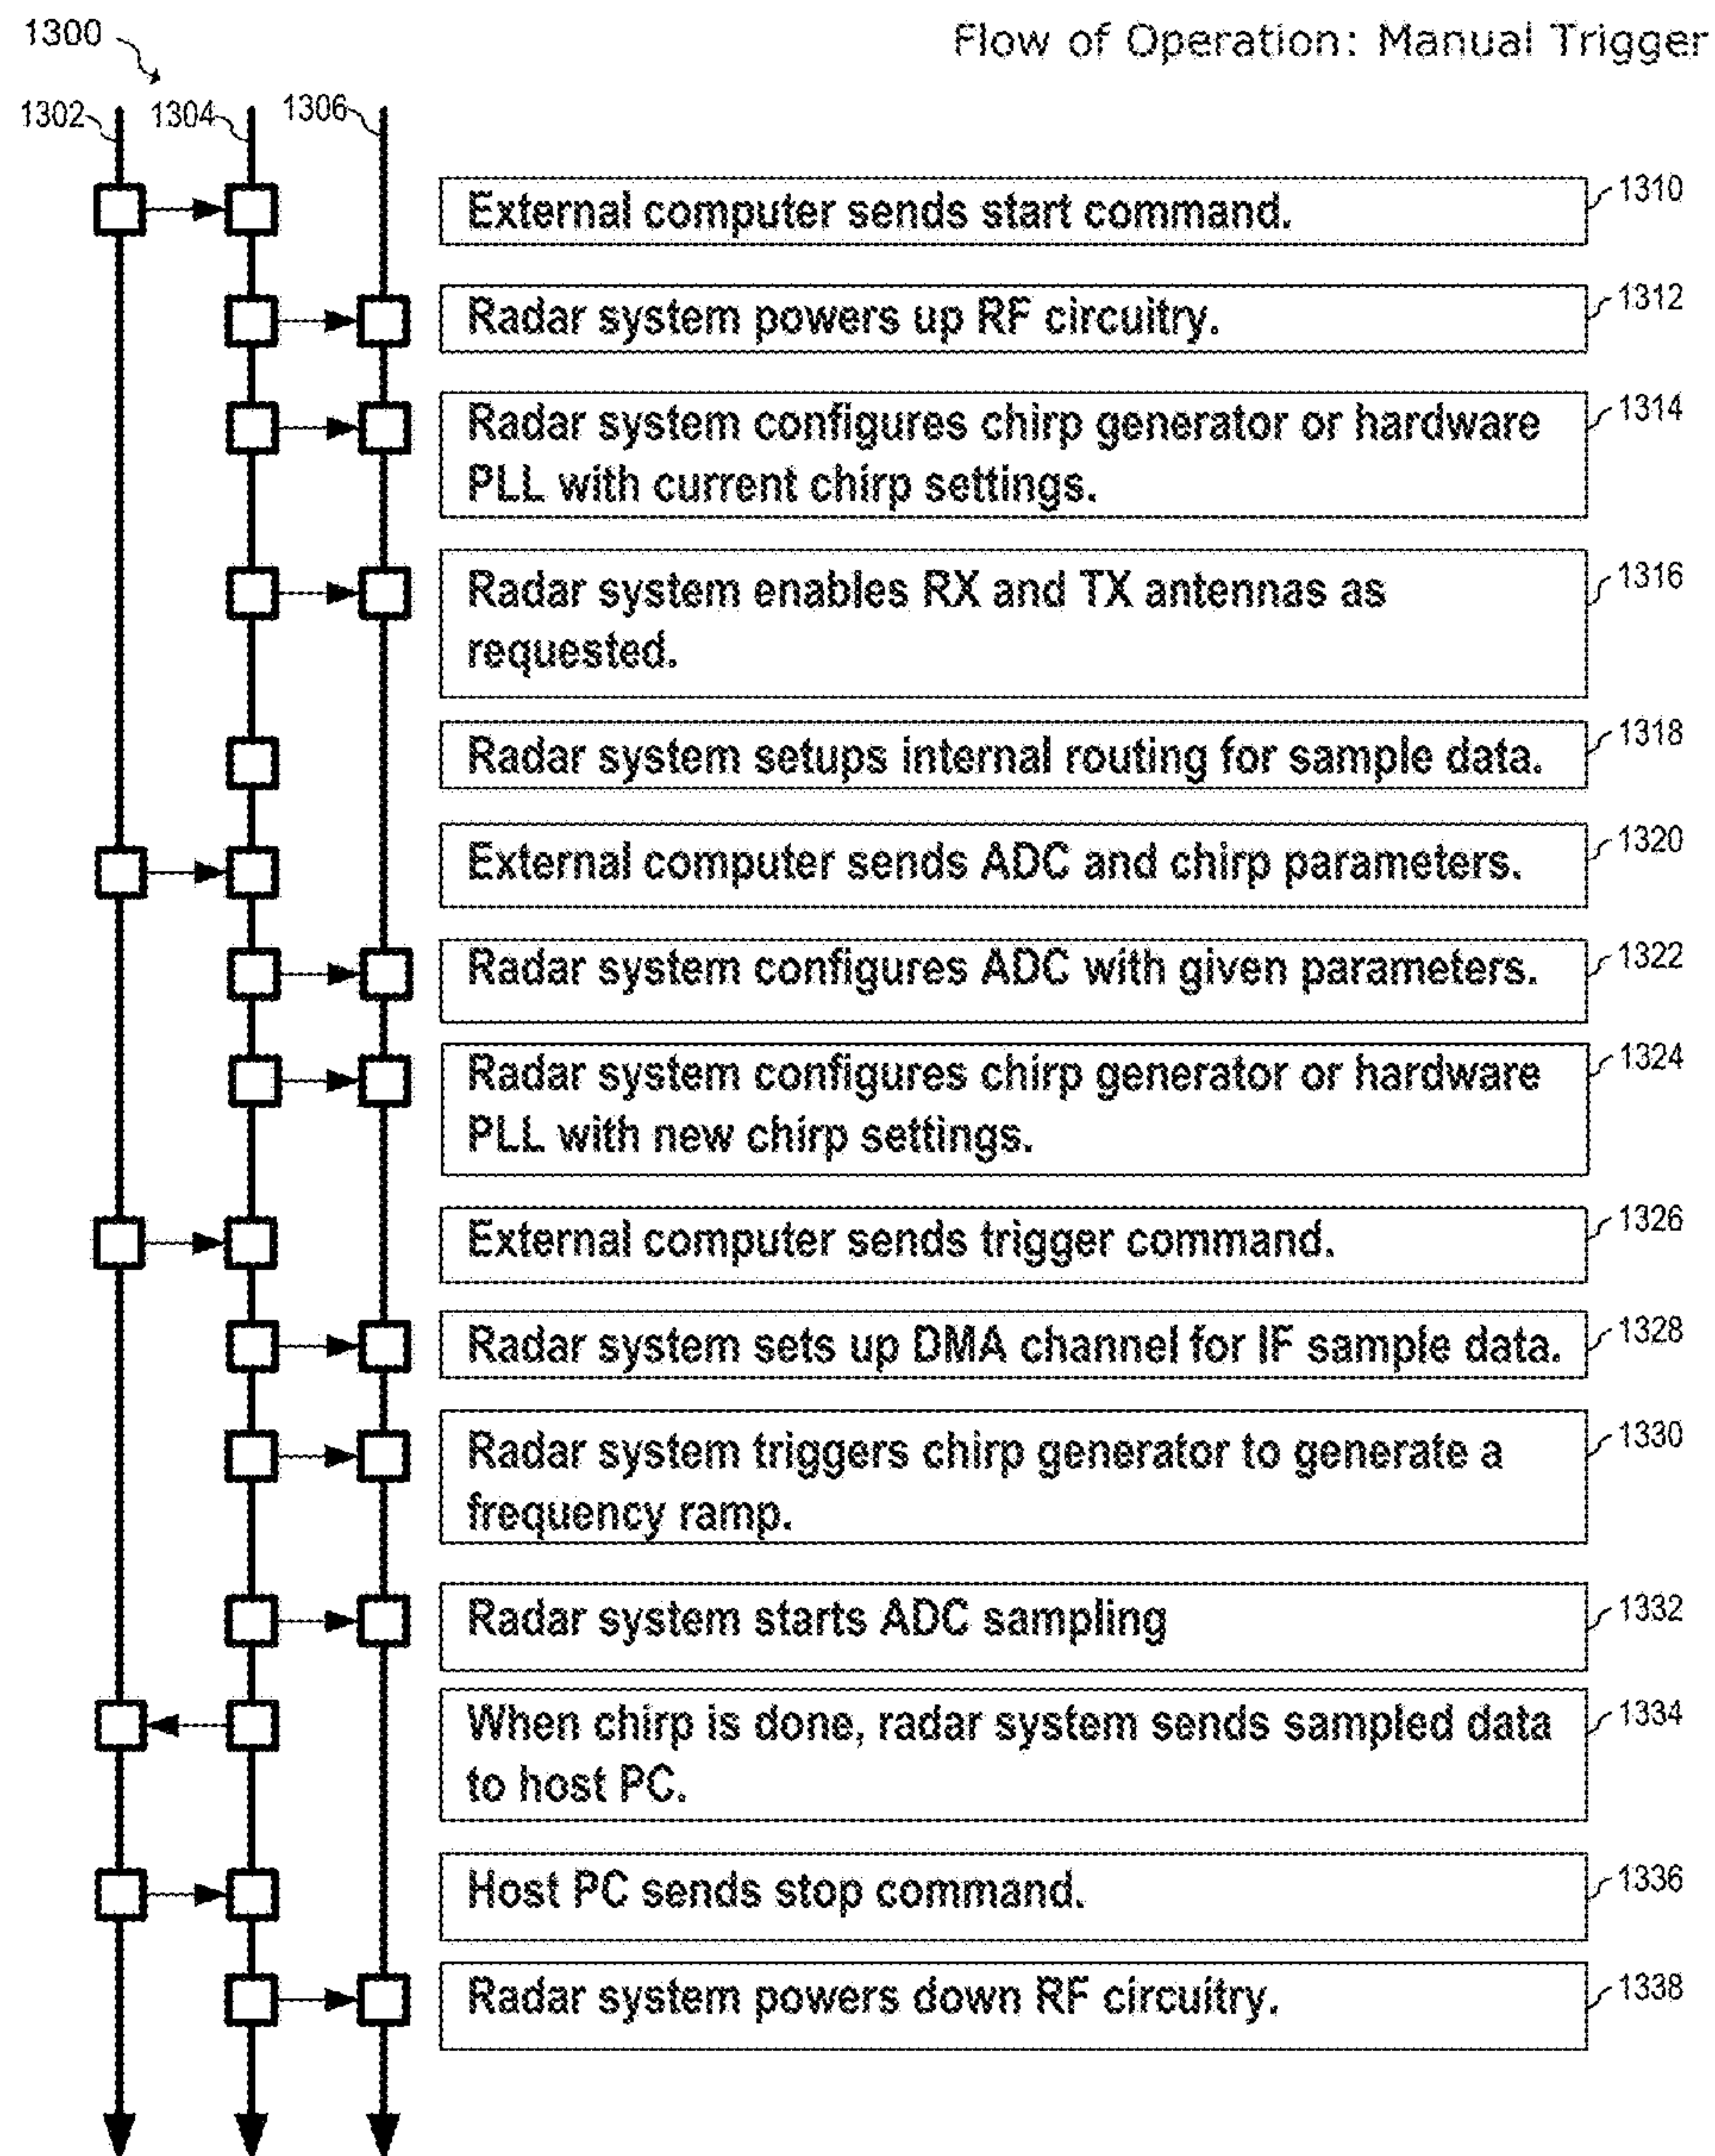 1300
Flow of Operation: Manual Trigger
1302 1304 1306
External computer sends start command. 1310
Radar system powers up RF circuitry. 1312
Radar system configures chirp generator or hardware 1314
PLL with current chirp settings.
Radar system enables RX and TX antennas as 1316
requested.
Radar system setups internal routing for sample data. 1318
External computer sends ADC and chirp parameters. 1320
Radar system configures ADC with given parameters. 1322
Radar system configures chirp generator or hardware 1324
PLL with new chirp settings.
External computer sends trigger command. 1326
Radar system sets up DMA channel for IF sample data. 1328
Radar system triggers chirp generator to generate a 1330
frequency ramp.
Radar system starts ADC sampling 1332
When chirp is done, radar system sends sampled data 1334
to host PC.
Host PC sends stop command. 1336
Radar system powers down RF circuitry. 1338